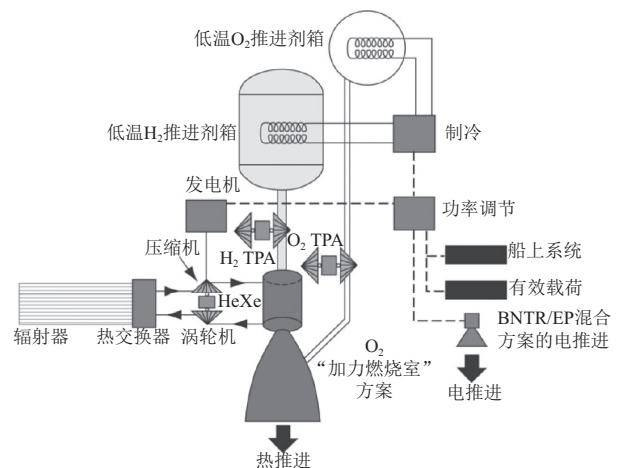 低温O₂推进剂箱
低温H₂推进剂箱
制冷
发电机
功率调节
压缩机
H₂ TPA
O₂ TPA
船上系统
有效载荷
HeXe
辐射器
热交换器
涡轮机
BNTR/EP混合
方案的电推进
O₂
“加力燃烧室”
方案
电推进
热推进